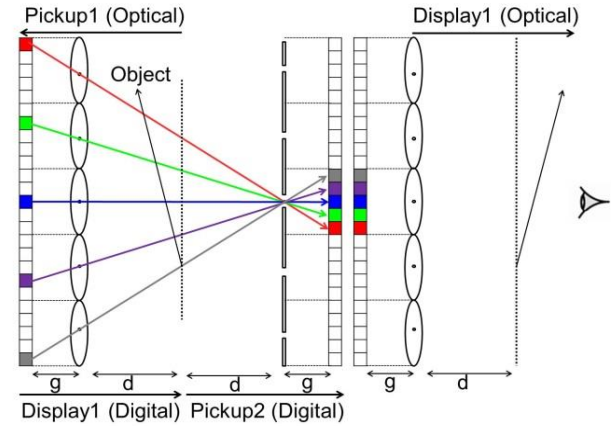 Pickup1 (Optical)
Display1 (Optical)
Object
g
d
d
g
g
d
Display1 (Digital)
Pickup2 (Digital)